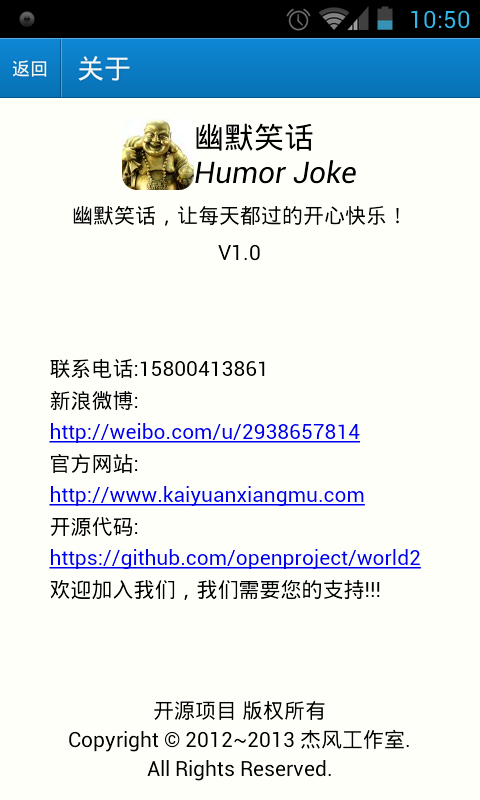 10:50
返回 关于
幽默笑话
Humor Joke
幽默笑话，让每天都过的开心快乐！
V1.0
联系电话:15800413861
新浪微博:
http://weibo.com/u/2938657814
官方网站:
http://www.kaiyuanxiangmu.com
开源代码:
https://github.com/openproject/world2
欢迎加入我们，我们需要您的支持!!!
开源项目 版权所有
Copyright © 2012~2013 杰风工作室.
All Rights Reserved.